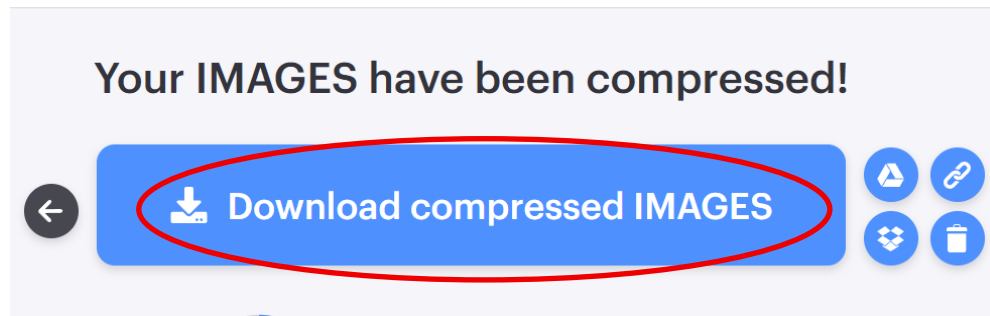 Your IMAGES have been compressed!
Download compressed IMAGES